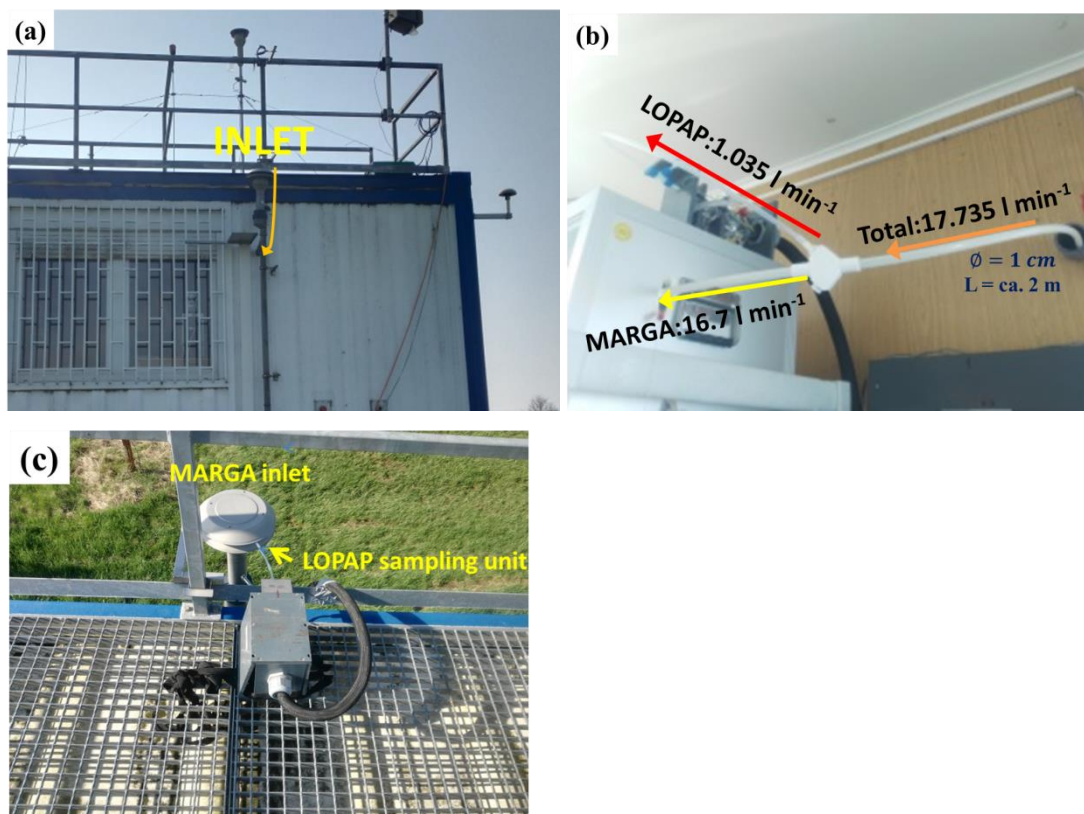 (a)
INLET
(b)
LOPAP:1.035 l min⁻¹
Total:17.735 l min⁻¹
∅ = 1 cm
L = ca. 2 m
MARGA:16.7 l min⁻¹
(c)
MARGA inlet
LOPAP sampling unit